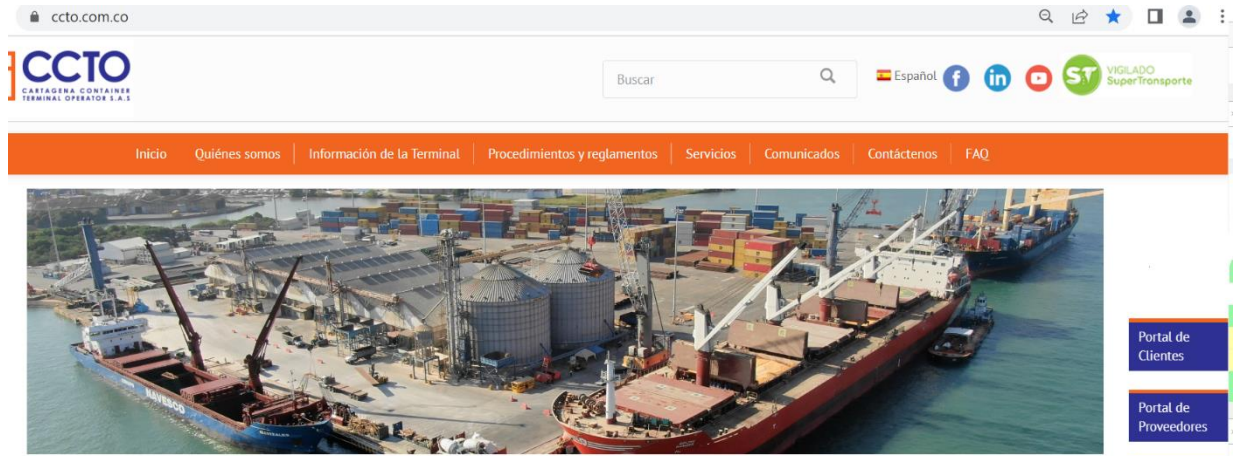 ccto.com.co
CCTO
CARTAGENA CONTAINER
TERMINAL OPERATOR S.A.S
Buscar
Español
ST
VIGILADO
SuperTransporte
Inicio Quiénes somos Información de la Terminal Procedimientos y reglamentos Servicios Comunicados Contáctenos FAQ
NAVESCO
Portal de
Clientes
Portal de
Proveedores